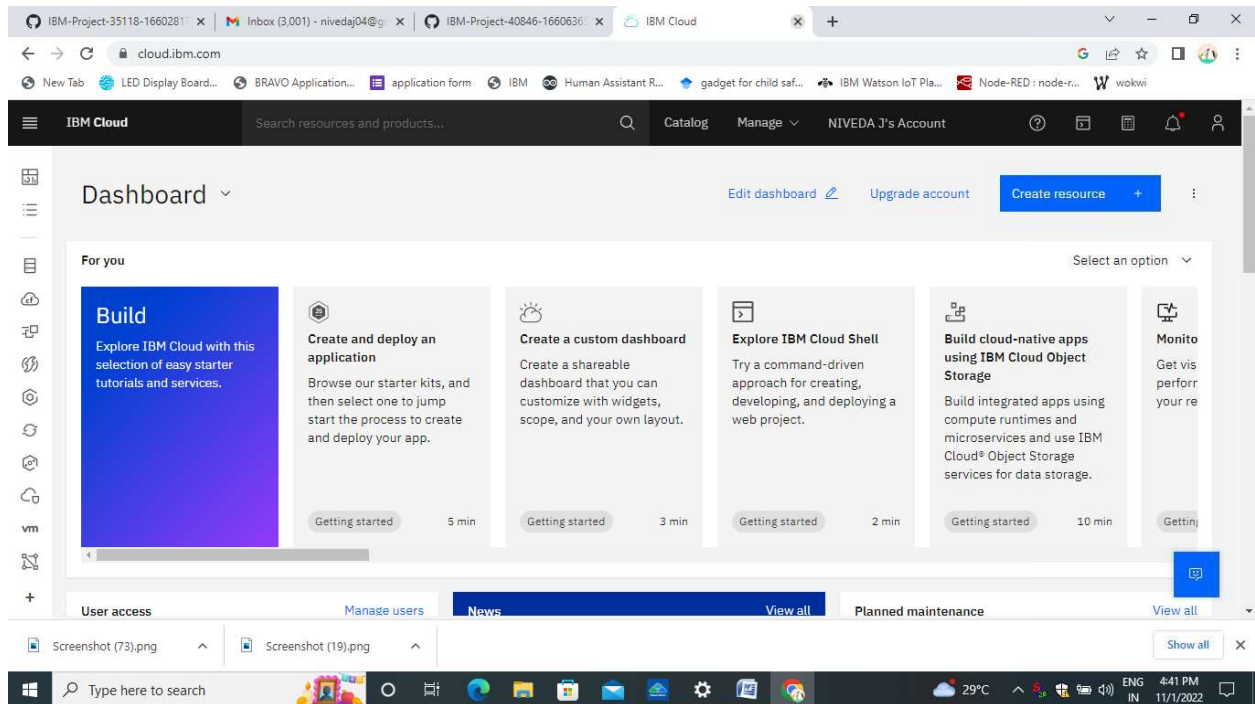 IBM-Project-35118-1660281
Inbox (3,001) - nivedaj04@g
IBM-Project-40846-1660636
IBM Cloud
cloud.ibm.com
New Tab
LED Display Board...
BRAVO Application...
application form
IBM
Human Assistant R...
gadget for child saf...
IBM Watson IoT Pla...
Node-RED : node-r...
wokwi
IBM Cloud
Search resources and products...
Catalog
Manage
NIVEDA J's Account
Dashboard
Edit dashboard
Upgrade account
Create resource +
For you
Select an option
Build
Explore IBM Cloud with this
selection of easy starter
tutorials and services.
Create and deploy an
application
Browse our starter kits, and
then select one to jump
start the process to create
and deploy your app.
Getting started
5 min
Create a custom dashboard
Create a shareable
dashboard that you can
customize with widgets,
scope, and your own layout.
Getting started
3 min
Explore IBM Cloud Shell
Try a command-driven
approach for creating,
developing, and deploying a
web project.
Getting started
2 min
Build cloud-native apps
using IBM Cloud Object
Storage
Build integrated apps using
compute runtimes and
microservices and use IBM
Cloud® Object Storage
services for data storage.
Getting started
10 min
Monito
Get vis
perforr
your re
Getting
vm
User access
Manage users
News
View all
Planned maintenance
View all
Screenshot (73).png
Screenshot (19).png
Show all
Type here to search
29°C
ENG
IN
4:41 PM
11/1/2022